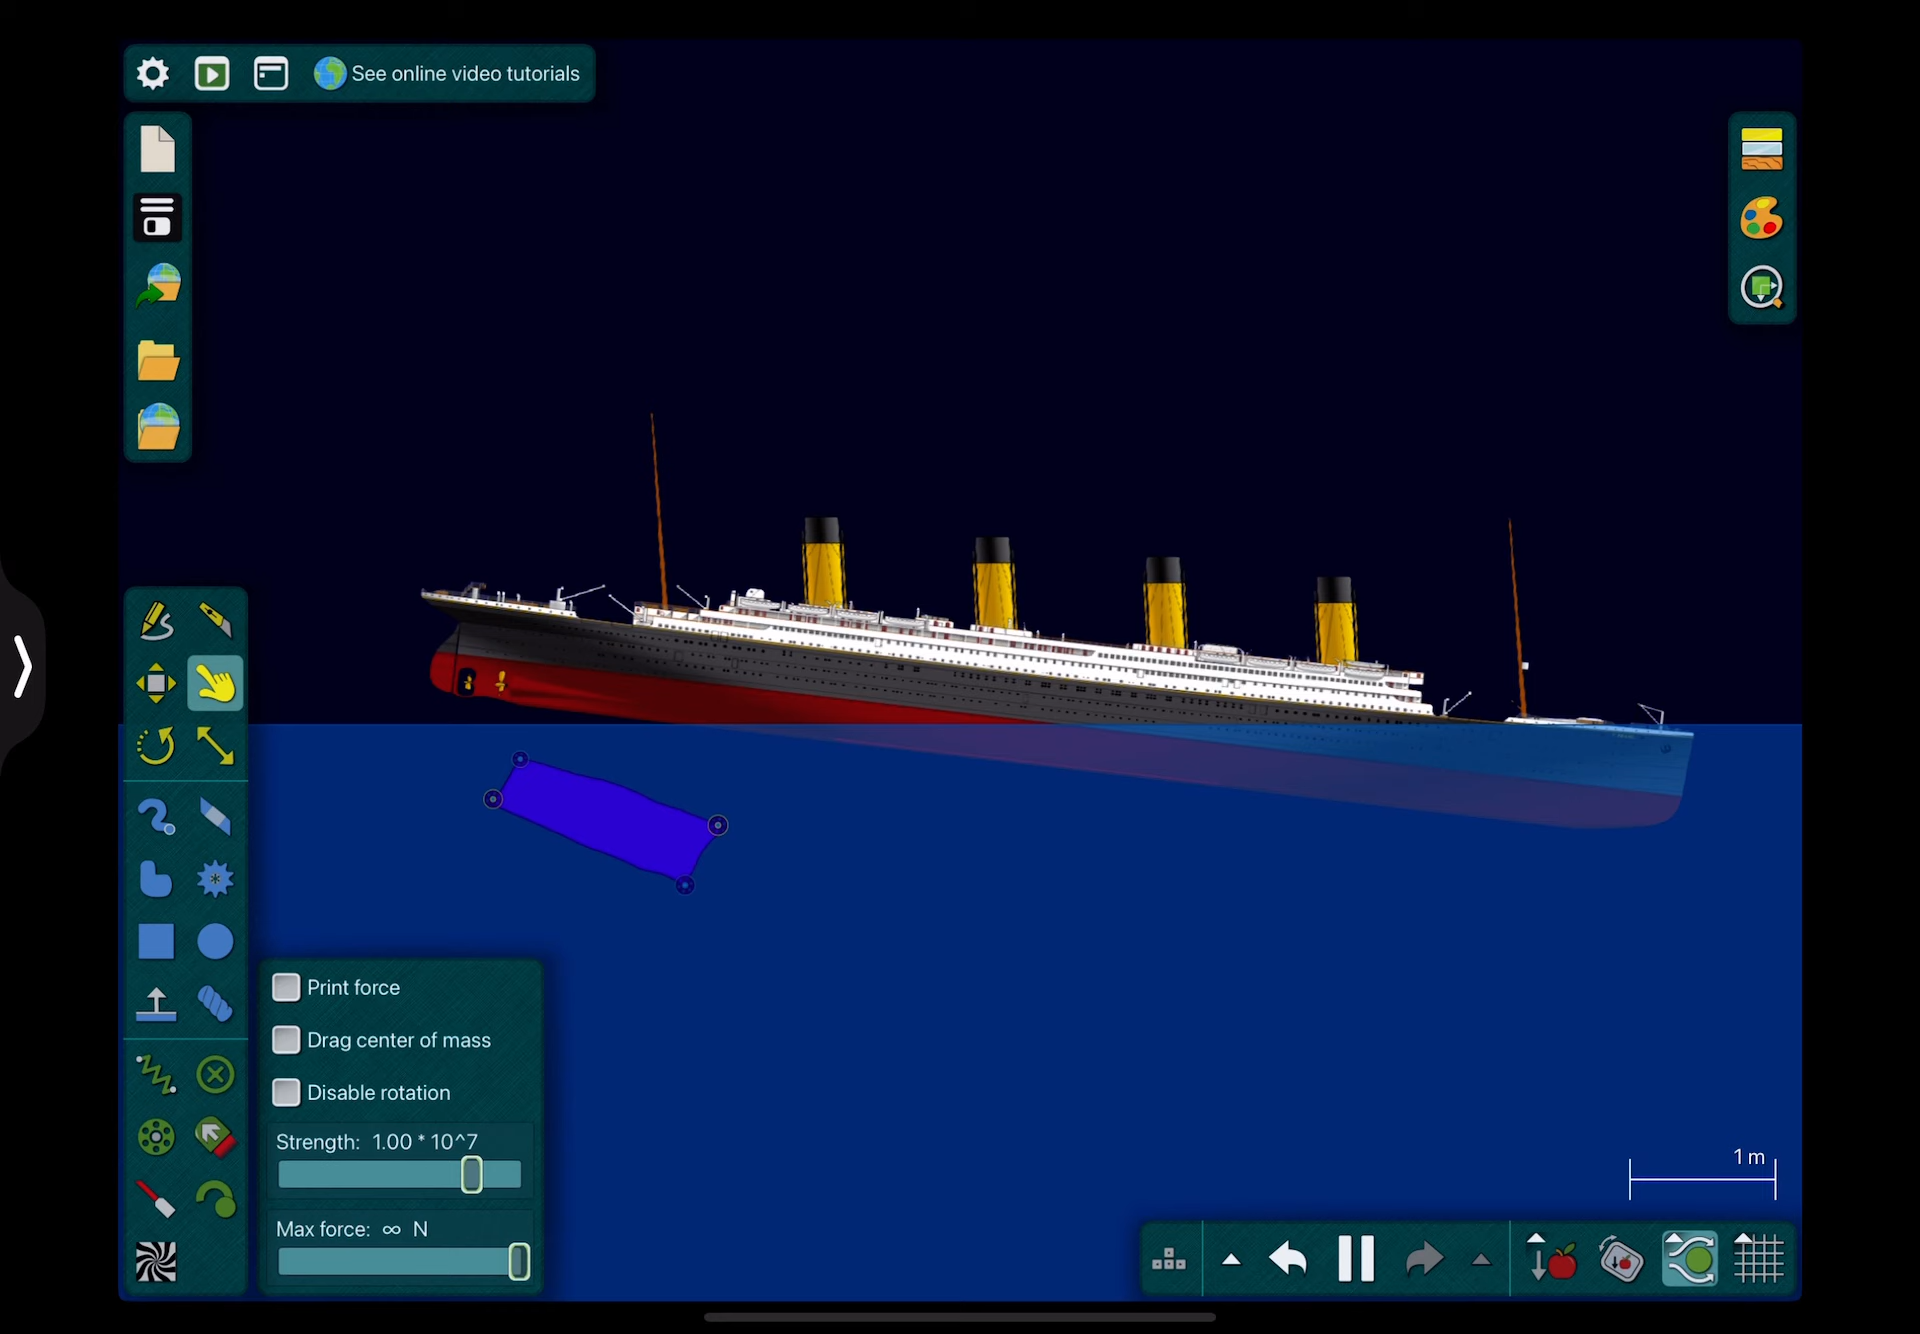 See online video tutorials
Print force
Drag center of mass
Disable rotation
Strength: 1.00 * 10^7
Max force: ∞ N
1 m